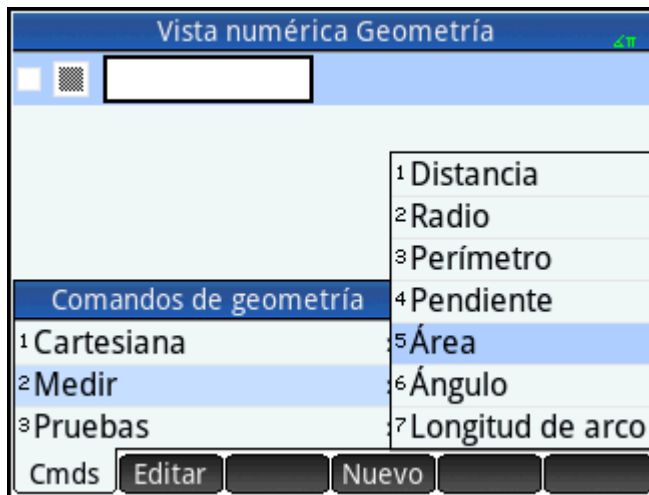 Vista numérica Geometría
∡π
1 Distancia
2 Radio
3 Perímetro
4 Pendiente
5 Área
6 Ángulo
7 Longitud de arco
Comandos de geometría
1 Cartesiana
2 Medir
3 Pruebas
Cmds Editar Nuevo